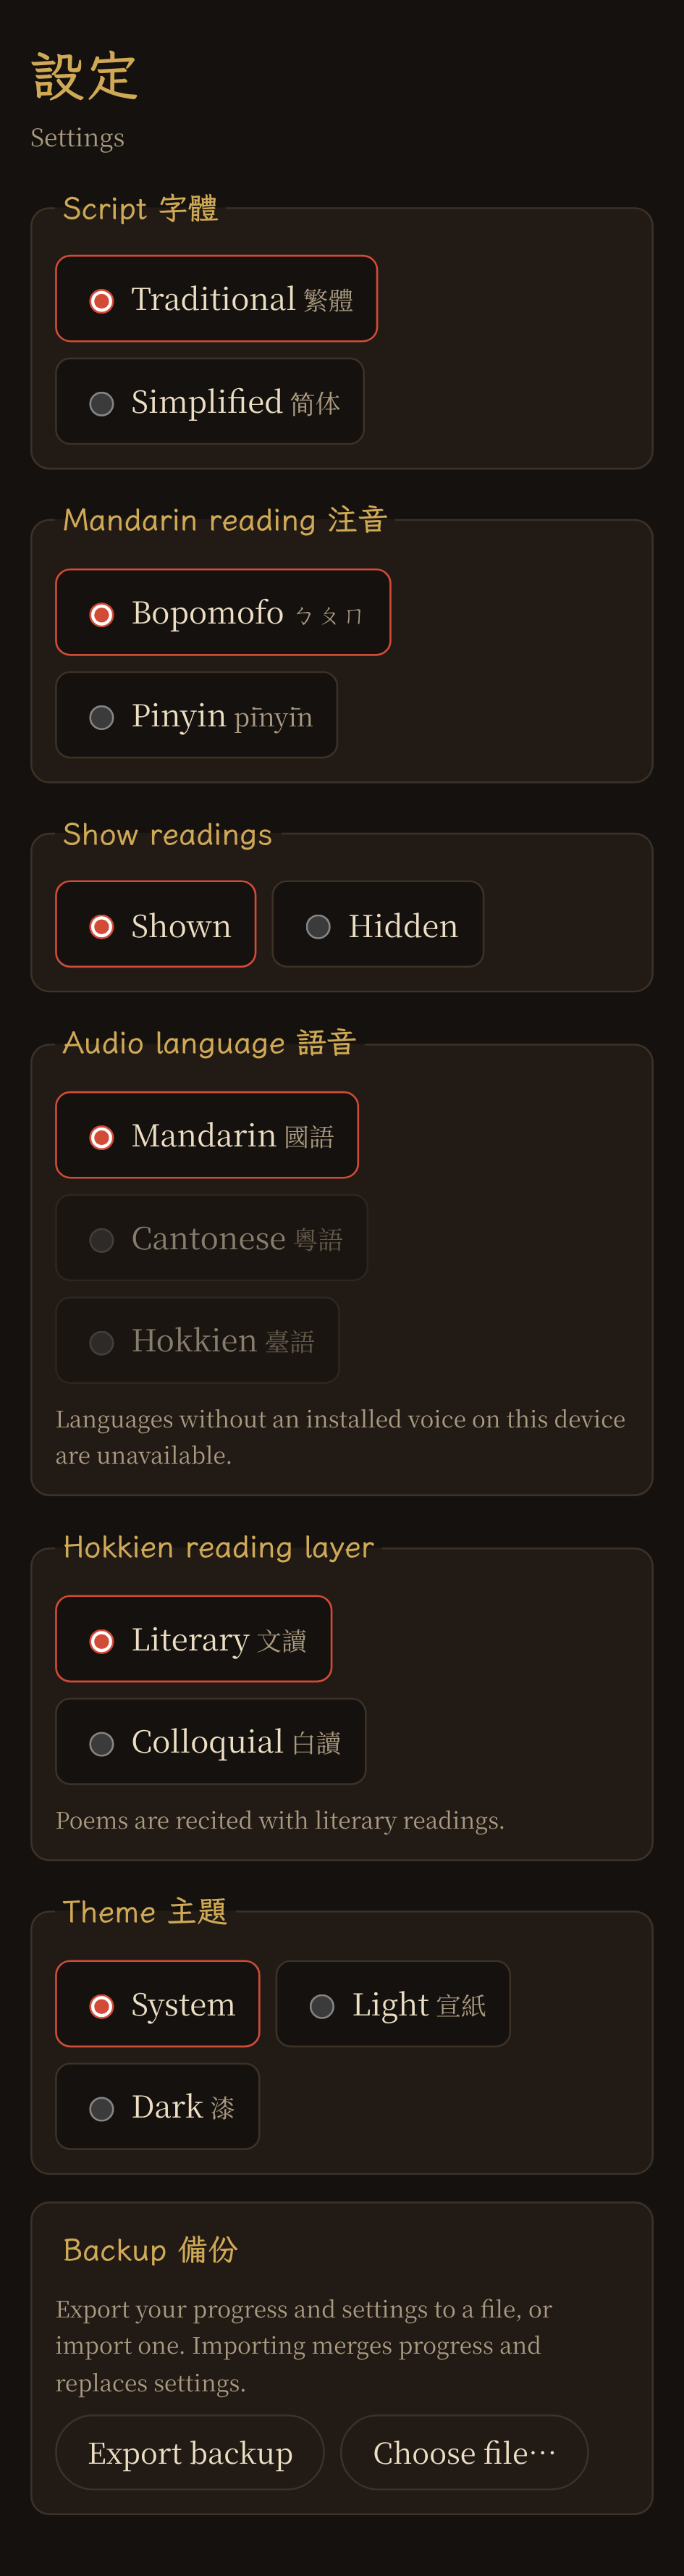 設定
Settings
Script 字體
Traditional 繁體
Simplified 简体
Mandarin reading 注音
Bopomofo ㄅㄆㄇ
Pinyin pīnyīn
Show readings
Shown
Hidden
Audio language 語音
Mandarin 國語
Cantonese 粵語
Hokkien 臺語
Languages without an installed voice on this device
are unavailable.
Hokkien reading layer
Literary 文讀
Colloquial 白讀
Poems are recited with literary readings.
Theme 主題
System
Light 宣紙
Dark 漆
Backup 備份
Export your progress and settings to a file, or
import one. Importing merges progress and
replaces settings.
Export backup
Choose file…